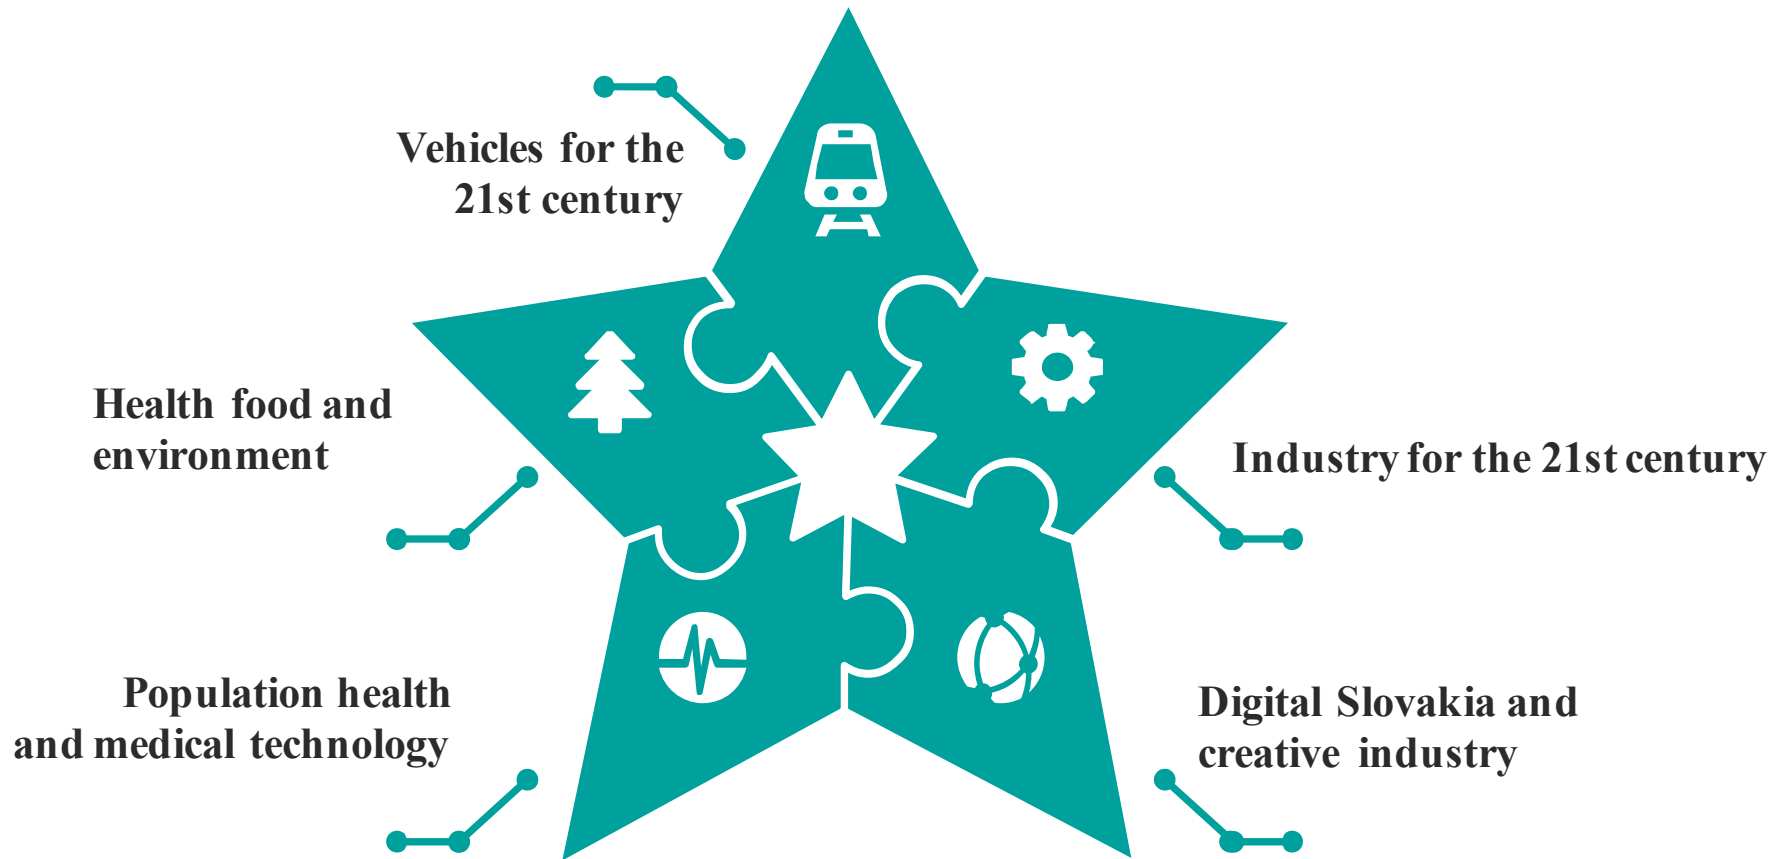 Vehicles for the
21st century
Health food and
environment
Industry for the 21st century
Population health
and medical technology
Digital Slovakia and
creative industry